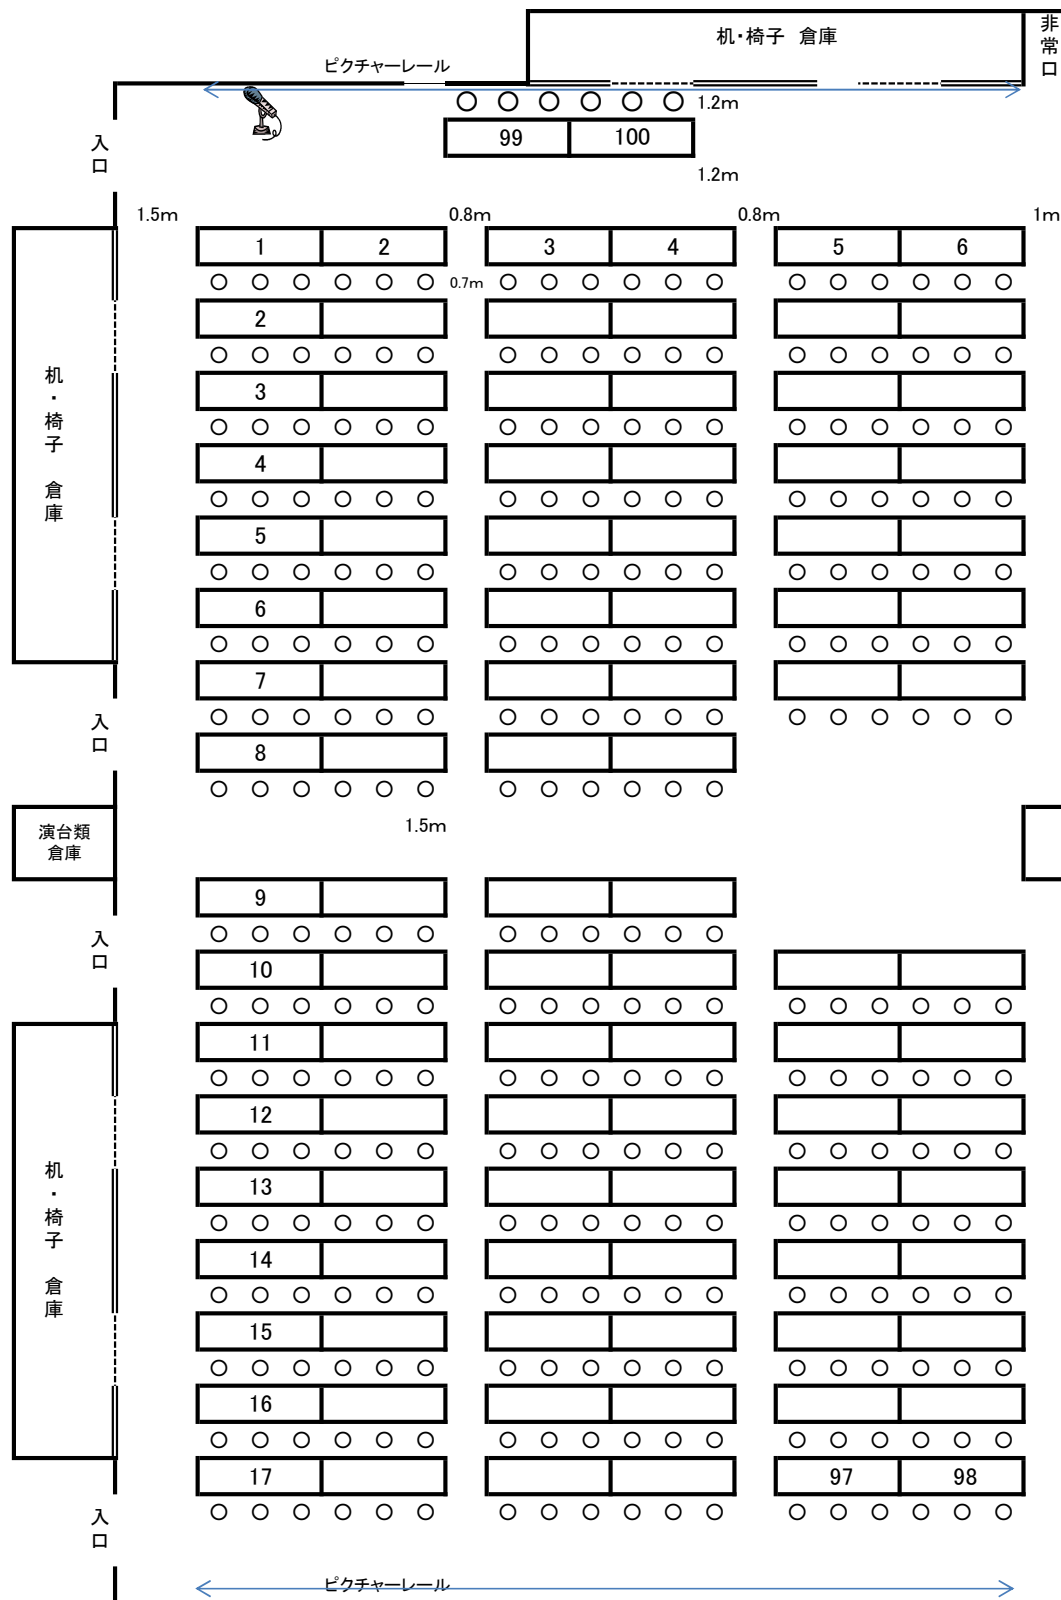 机・椅子 倉庫
非常口
ピクチャーレール
1.2m
99 100
入口
1.2m
1.5m 0.8m 0.8m 1m
1 2 3 4 5 6
0.7m
2
3
机・椅子 倉庫
4
5
6
7
入口
8
1.5m
演台類
倉庫
9
入口
10
11
12
机・椅子 倉庫
13
14
15
16
17 97 98
入口
ピクチャーレール